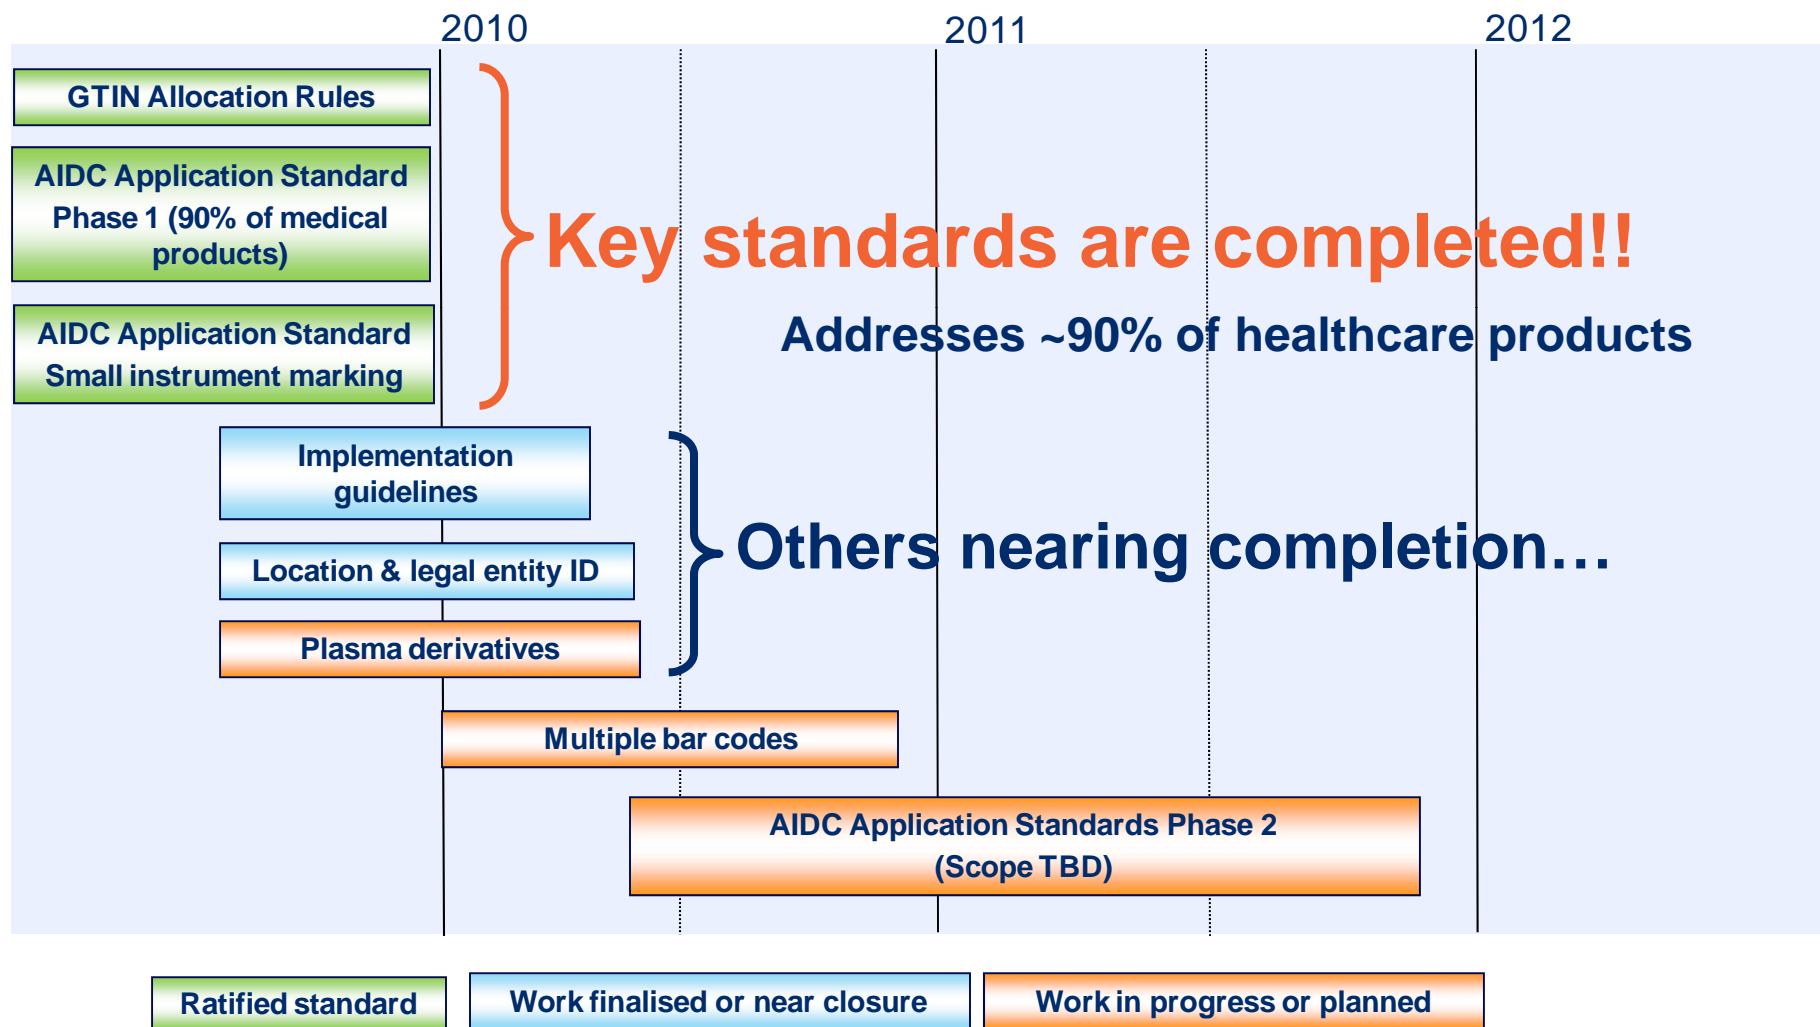 2010
2011
2012
GTIN Allocation Rules
AIDC Application Standard
Phase 1 (90% of medical
products)
Key standards are completed!!
Addresses ~90% of healthcare products
AIDC Application Standard
Small instrument marking
Implementation
guidelines
Others nearing completion…
Location & legal entity ID
Plasma derivatives
Multiple bar codes
AIDC Application Standards Phase 2
(Scope TBD)
Ratified standard
Work finalised or near closure
Work in progress or planned